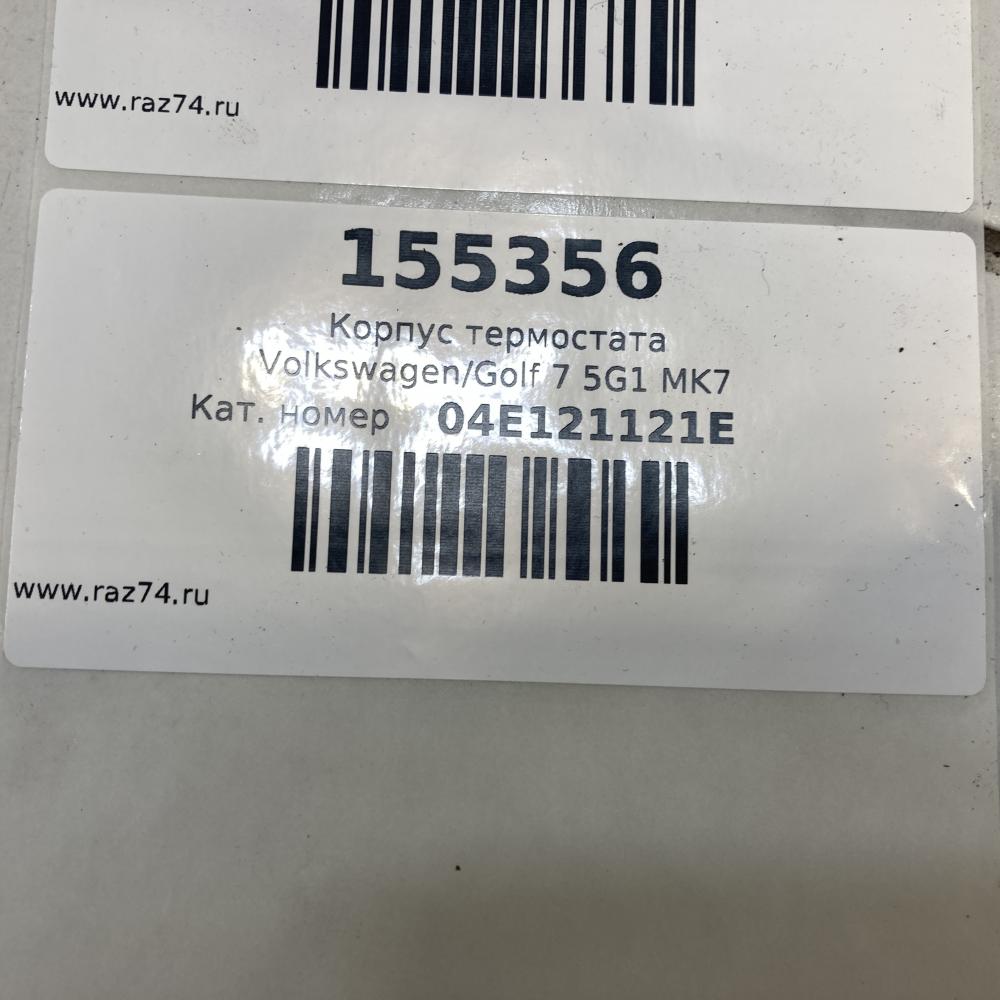 www.raz74.ru
155356
Корпус термостата
Volkswagen/Golf 7 5G1 MK7
Кат. номер 04E121121E
www.raz74.ru